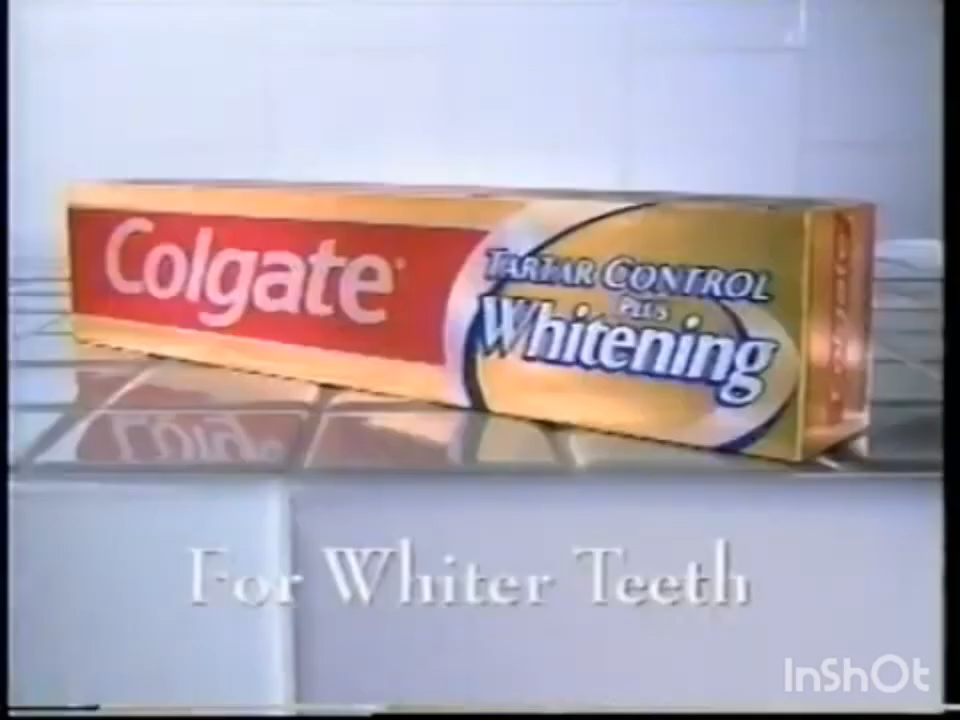 Colgate
TARTAR CONTROL
PLUS
Whitening
For Whiter Teeth
InShOt